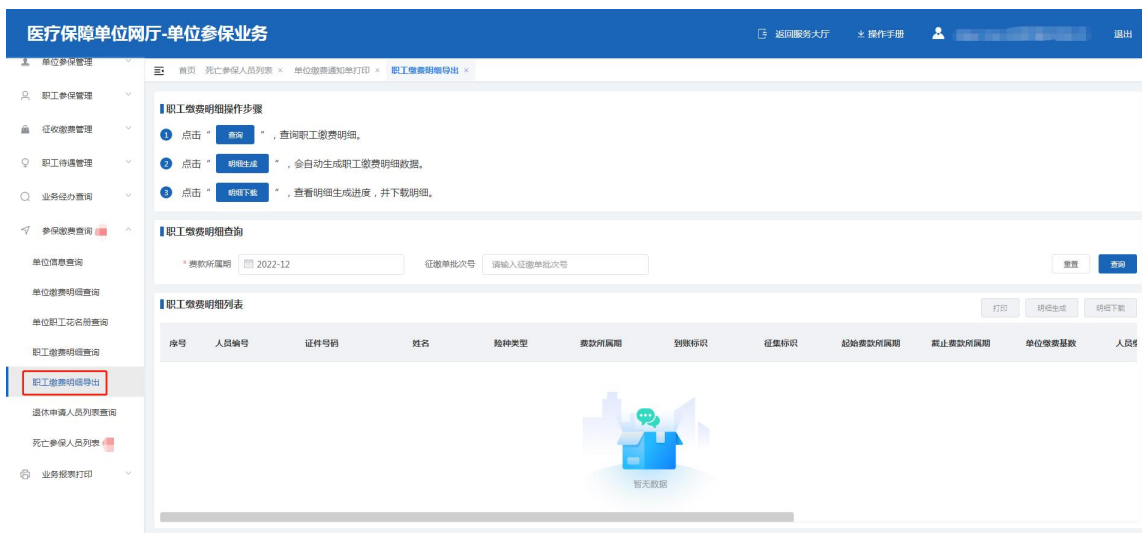 医疗保障单位网厅-单位参保业务
返回服务大厅 操作手册 退出
单位参保管理
首页 死亡参保人员列表 × 单位缴费通知单打印 × 职工缴费明细导出 ×
职工参保管理
征收缴费管理
职工待遇管理
业务经办查询
参保缴费查询
单位信息查询
单位缴费明细查询
单位职工花名册查询
职工缴费明细查询
职工缴费明细导出
退休申请人员列表查询
死亡参保人员列表
业务报表打印
职工缴费明细操作步骤
1 点击“ 查询 ”，查询职工缴费明细。
2 点击“ 明细生成 ”，会自动生成职工缴费明细数据。
3 点击“ 明细下载 ”，查看明细生成进度，并下载明细。
职工缴费明细查询
* 费款所属期 2022-12 征缴单批次号 请输入征缴单批次号 重置 查询
职工缴费明细列表 打印 明细生成 明细下载
序号 人员编号 证件号码 姓名 险种类型 费款所属期 到账标识 征集标识 起始费款所属期 截止费款所属期 单位缴费基数 人员
暂无数据